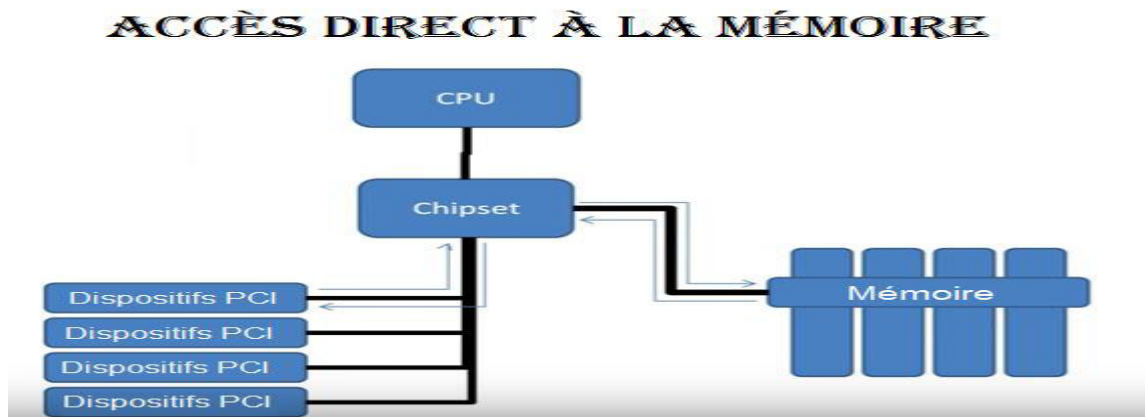 ACCÈS DIRECT À LA MÉMOIRE
CPU
Chipset
Mémoire
Dispositifs PCI
Dispositifs PCI
Dispositifs PCI
Dispositifs PCI